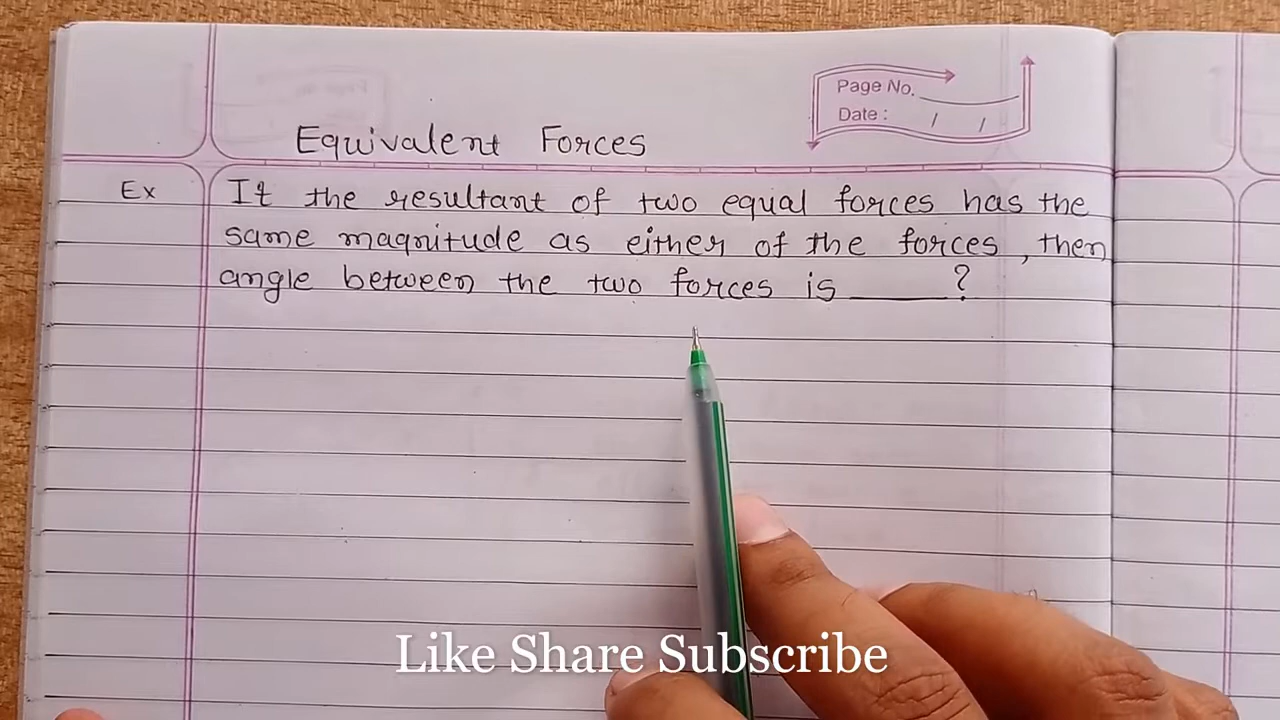 Page No.
Date : / /
Equivalent Forces
Ex If the resultant of two equal forces has the
same magnitude as either of the forces , then
angle between the two forces is ____ ?
Like Share Subscribe